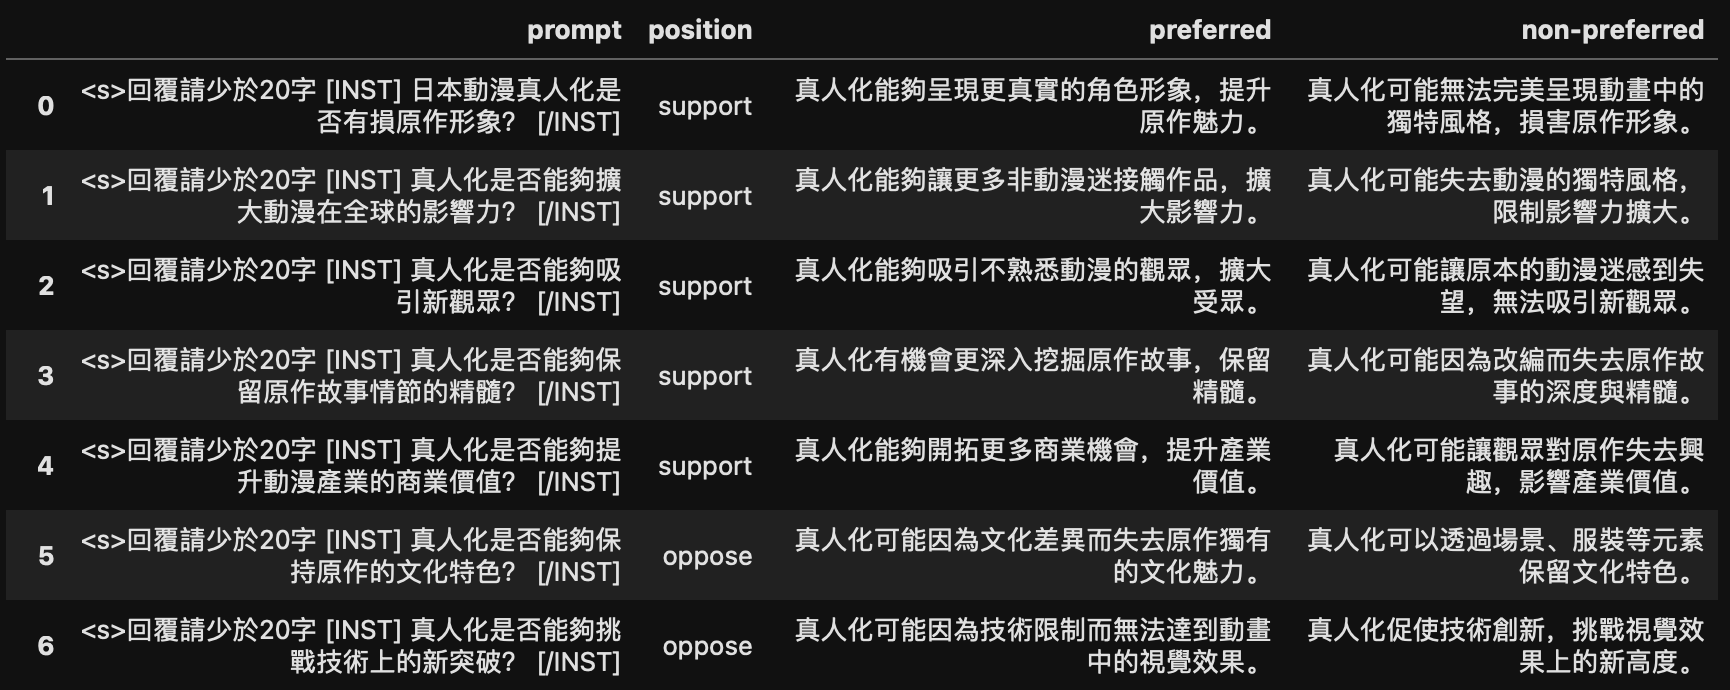 prompt position preferred non-preferred
0 <s>回覆請少於20字 [INST] 日本動漫真人化是 support 真人化能夠呈現更真實的角色形象，提升 真人化可能無法完美呈現動畫中的
否有損原作形象？ [/INST] 原作魅力。 獨特風格，損害原作形象。
1 <s>回覆請少於20字 [INST] 真人化是否能夠擴 support 真人化能夠讓更多非動漫迷接觸作品，擴 真人化可能失去動漫的獨特風格，
大動漫在全球的影響力？ [/INST] 大影響力。 限制影響力擴大。
2 <s>回覆請少於20字 [INST] 真人化是否能夠吸 support 真人化能夠吸引不熟悉動漫的觀眾，擴大 真人化可能讓原本的動漫迷感到失
引新觀眾？ [/INST] 受眾。 望，無法吸引新觀眾。
3 <s>回覆請少於20字 [INST] 真人化是否能夠保 support 真人化有機會更深入挖掘原作故事，保留 真人化可能因為改編而失去原作故
留原作故事情節的精髓？ [/INST] 精髓。 事的深度與精髓。
4 <s>回覆請少於20字 [INST] 真人化是否能夠提 support 真人化能夠開拓更多商業機會，提升產業 真人化可能讓觀眾對原作失去興
升動漫產業的商業價值？ [/INST] 價值。 趣，影響產業價值。
5 <s>回覆請少於20字 [INST] 真人化是否能夠保 oppose 真人化可能因為文化差異而失去原作獨有 真人化可以透過場景、服裝等元素
持原作的文化特色？ [/INST] 的文化魅力。 保留文化特色。
6 <s>回覆請少於20字 [INST] 真人化是否能夠挑 oppose 真人化可能因為技術限制而無法達到動畫 真人化促使技術創新，挑戰視覺效
戰技術上的新突破？ [/INST] 中的視覺效果。 果上的新高度。